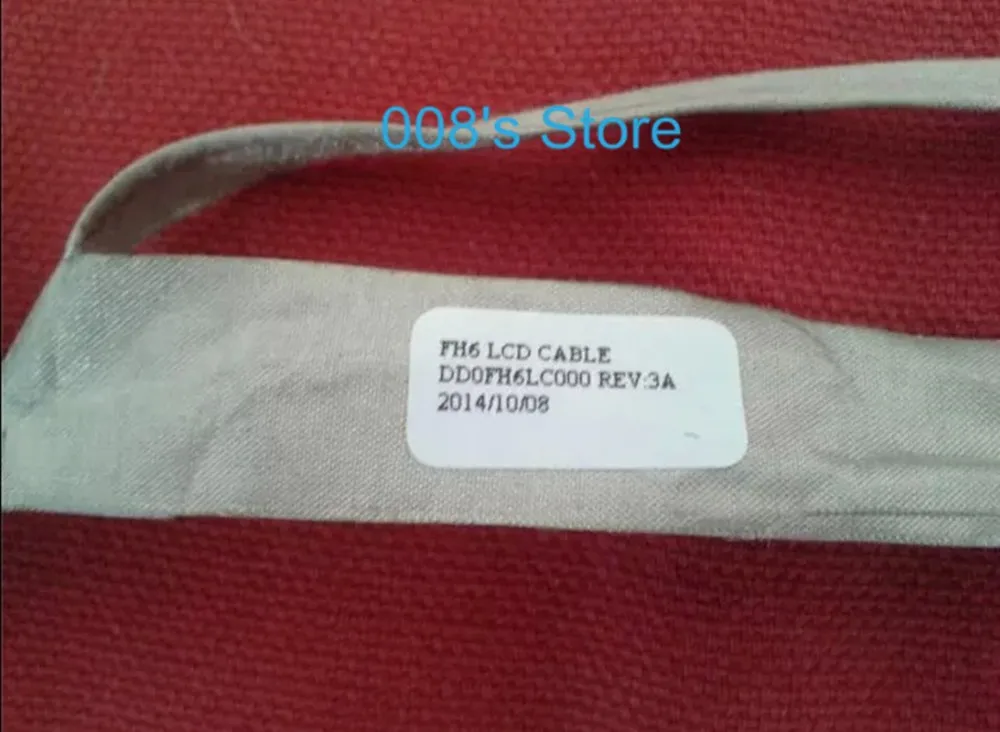 008's Store
FH6 LCD CABLE
DD0FH6LC000 REV:3A
2014/10/08